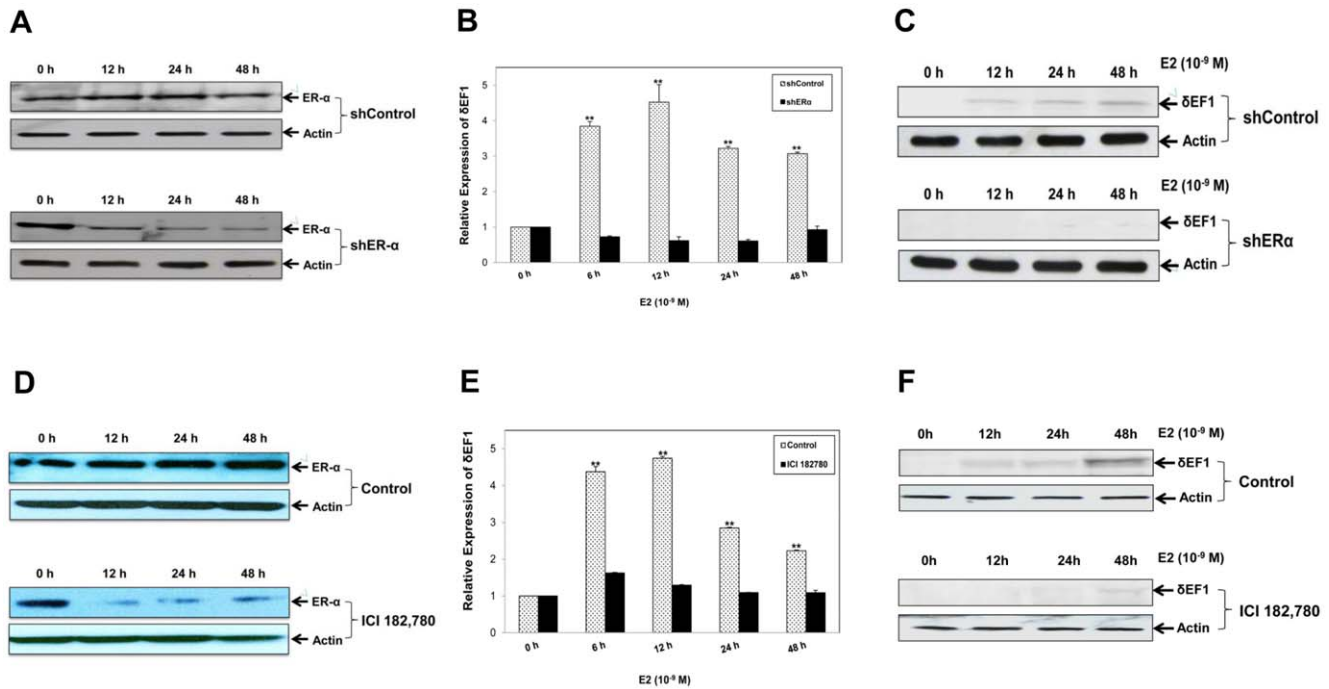 A
0 h 12 h 24 h 48 h
ER-α
shControl
Actin
0 h 12 h 24 h 48 h
ER-α
shER-α
Actin
B
Relative Expression of δEF1
5
4
3
2
1
0
** ** ** **
shControl
shERα
0 h 6 h 12 h 24 h 48 h
E2 (10⁻⁹ M)
C
0 h 12 h 24 h 48 h E2 (10⁻⁹ M)
δEF1
shControl
Actin
0 h 12 h 24 h 48 h E2 (10⁻⁹ M)
δEF1
shERα
Actin
D
0 h 12 h 24 h 48 h
ER-α
Control
Actin
0 h 12 h 24 h 48 h
ER-α
ICI 182,780
Actin
E
Relative Expression of δEF1
5
4
3
2
1
0
** ** ** **
Control
ICI 182780
0 h 6 h 12 h 24 h 48 h
E2 (10⁻⁹ M)
F
0h 12h 24h 48h E2 (10⁻⁹ M)
δEF1
Control
Actin
0h 12h 24h 48h E2 (10⁻⁹ M)
δEF1
ICI 182,780
Actin